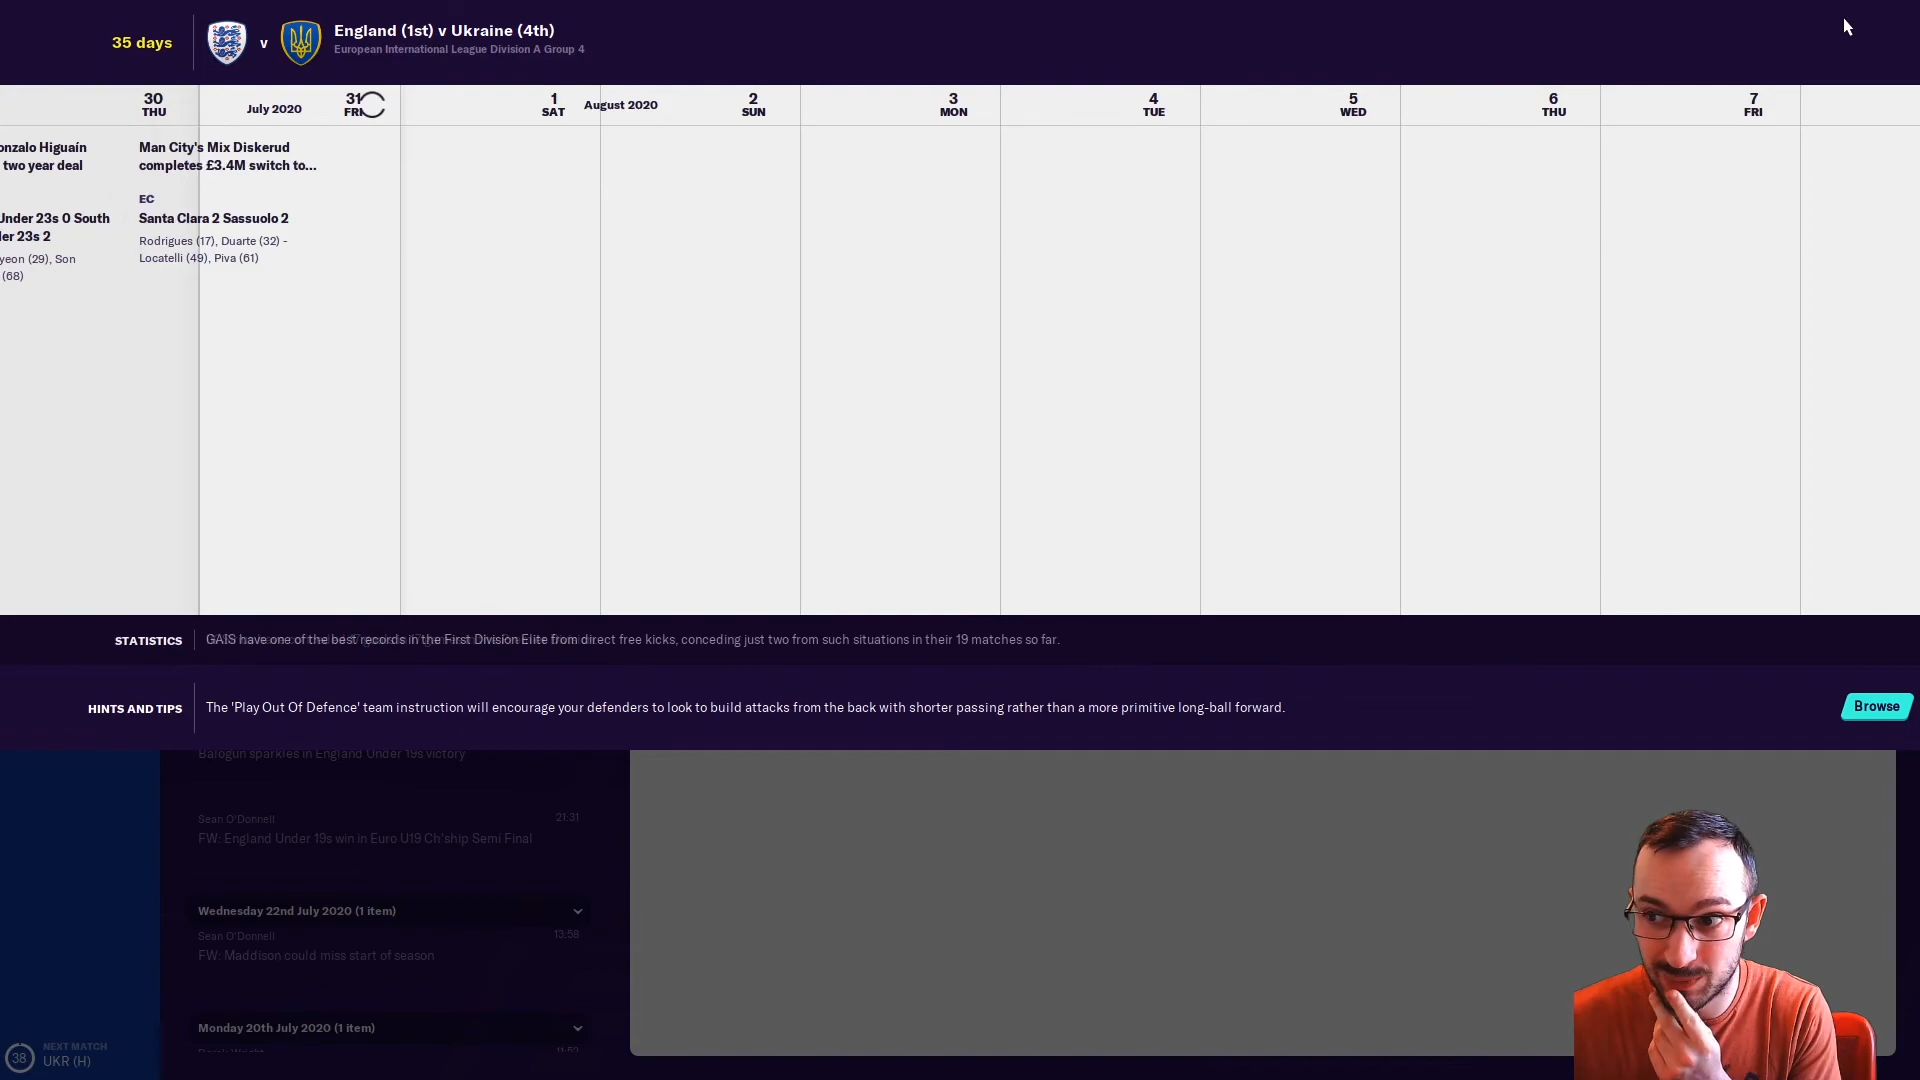 35 days
v
England (1st) v Ukraine (4th)
European International League Division A Group 4
30
THU
July 2020
31
FRI
1
SAT
August 2020
2
SUN
3
MON
4
TUE
5
WED
6
THU
7
FRI
onzalo Higuaín
two year deal
Under 23s 0 South
der 23s 2
yeon (29), Son
(68)
Man City's Mix Diskerud
completes £3.4M switch to...
EC
Santa Clara 2 Sassuolo 2
Rodrigues (17), Duarte (32) -
Locatelli (49), Piva (61)
STATISTICS
GAIS have one of the best records in the First Division Elite from direct free kicks, conceding just two from such situations in their 19 matches so far.
HINTS AND TIPS
The 'Play Out Of Defence' team instruction will encourage your defenders to look to build attacks from the back with shorter passing rather than a more primitive long-ball forward.
Browse
Balogun sparkles in England Under 19s victory
Sean O'Donnell
21:31
FW: England Under 19s win in Euro U19 Ch'ship Semi Final
Wednesday 22nd July 2020 (1 item)
Sean O'Donnell
13:58
FW: Maddison could miss start of season
Monday 20th July 2020 (1 item)
38
NEXT MATCH
UKR (H)